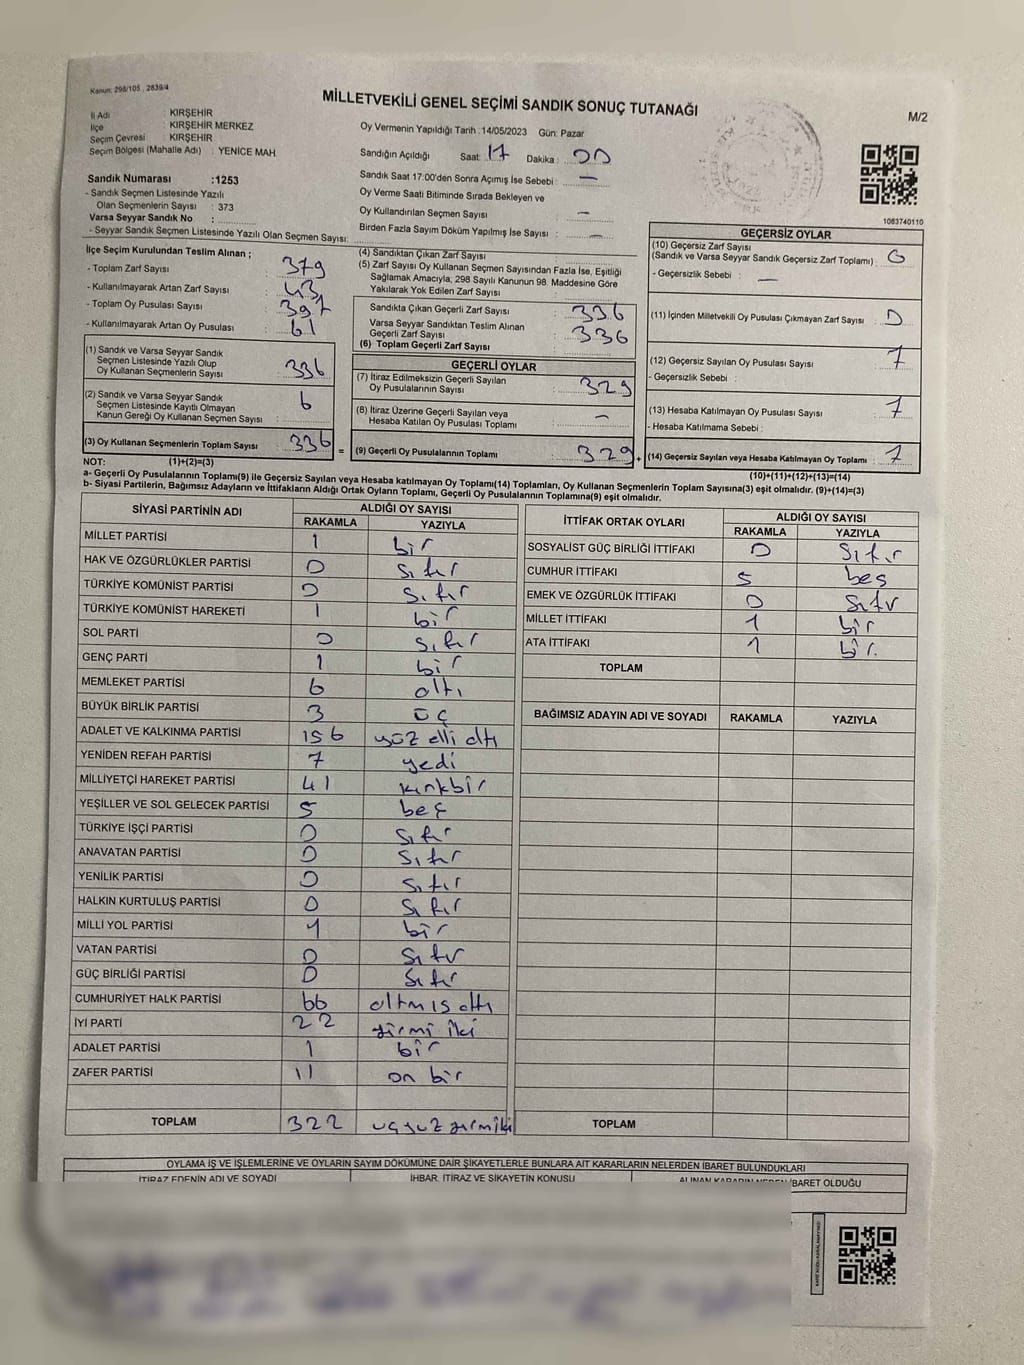 Kanun: 298/105 , 2839/4
MİLLETVEKİLİ GENEL SEÇİMİ SANDIK SONUÇ TUTANAĞI
M/2
İl Adı : KIRŞEHİR
İlçe : KIRŞEHİR MERKEZ
Seçim Çevresi : KIRŞEHİR
Seçim Bölgesi (Mahalle Adı) : YENİCE MAH.
Oy Vermenin Yapıldığı Tarih :14/05/2023 Gün: Pazar
Sandığın Açıldığı Saat: 17 Dakika : 00
Sandık Saat 17:00'den Sonra Açımış İse Sebebi : —
Oy Verme Saati Bitiminde Sırada Bekleyen ve
Oy Kullandırılan Seçmen Sayısı : —
Birden Fazla Sayım Döküm Yapılmış İse Sayısı : —
Sandık Numarası :1253
- Sandık Seçmen Listesinde Yazılı
Olan Seçmenlerin Sayısı : 373
Varsa Seyyar Sandık No :
- Seyyar Sandık Seçmen Listesinde Yazılı Olan Seçmen Sayısı:
1083740110
İlçe Seçim Kurulundan Teslim Alınan ;
- Toplam Zarf Sayısı : 379
- Kullanılmayarak Artan Zarf Sayısı : 43
- Toplam Oy Pusulası Sayısı : 397
- Kullanılmayarak Artan Oy Pusulası : 61
(1) Sandık ve Varsa Seyyar Sandık
Seçmen Listesinde Yazılı Olup
Oy Kullanan Seçmenlerin Sayısı : 336
(2) Sandık ve Varsa Seyyar Sandık
Seçmen Listesinde Kayıtlı Olmayan
Kanun Gereği Oy Kullanan Seçmen Sayısı : 6
(3) Oy Kullanan Seçmenlerin Toplam Sayısı : 336
(4) Sandıktan Çıkan Zarf Sayısı :
(5) Zarf Sayısı Oy Kullanan Seçmen Sayısından Fazla İse, Eşitliği
Sağlamak Amacıyla, 298 Sayılı Kanunun 98. Maddesine Göre
Yakılarak Yok Edilen Zarf Sayısı :
Sandıkta Çıkan Geçerli Zarf Sayısı : 336
Varsa Seyyar Sandıktan Teslim Alınan
Geçerli Zarf Sayısı : 336
(6) Toplam Geçerli Zarf Sayısı :
GEÇERLİ OYLAR
(7) İtiraz Edilmeksizin Geçerli Sayılan
Oy Pusulalarının Sayısı : 329
(8) İtiraz Üzerine Geçerli Sayılan veya
Hesaba Katılan Oy Pusulası Toplamı : —
= (9) Geçerli Oy Pusulalarının Toplamı : 329 +
GEÇERSİZ OYLAR
(10) Geçersiz Zarf Sayısı
(Sandık ve Varsa Seyyar Sandık Geçersiz Zarf Toplamı) : 0
- Geçersizlik Sebebi : —
(11) İçinden Milletvekili Oy Pusulası Çıkmayan Zarf Sayısı : 0
(12) Geçersiz Sayılan Oy Pusulası Sayısı : 7
- Geçersizlik Sebebi :
(13) Hesaba Katılmayan Oy Pusulası Sayısı : 7
- Hesaba Katılmama Sebebi :
(14) Geçersiz Sayılan veya Hesaba Katılmayan Oy Toplamı : 7
NOT: (1)+(2)=(3)
(10)+(11)+(12)+(13)=(14)
a- Geçerli Oy Pusulalarının Toplamı(9) ile Geçersiz Sayılan veya Hesaba katılmayan Oy Toplamı(14) Toplamları, Oy Kullanan Seçmenlerin Toplam Sayısına(3) eşit olmalıdır. (9)+(14)=(3)
b- Siyasi Partilerin, Bağımsız Adayların ve İttifakların Aldığı Ortak Oyların Toplamı, Geçerli Oy Pusulalarının Toplamına(9) eşit olmalıdır.
SİYASİ PARTİNİN ADI ALDIĞI OY SAYISI
RAKAMLA YAZIYLA
MİLLET PARTİSİ 1 bir
HAK VE ÖZGÜRLÜKLER PARTİSİ 0 sıfır
TÜRKİYE KOMÜNİST PARTİSİ 0 sıfır
TÜRKİYE KOMÜNİST HAREKETİ 1 bir
SOL PARTİ 0 sıfır
GENÇ PARTİ 1 bir
MEMLEKET PARTİSİ 6 altı
BÜYÜK BİRLİK PARTİSİ 3 üç
ADALET VE KALKINMA PARTİSİ 156 yüz elli altı
YENİDEN REFAH PARTİSİ 7 yedi
MİLLİYETÇİ HAREKET PARTİSİ 41 kırkbir
YEŞİLLER VE SOL GELECEK PARTİSİ 5 beş
TÜRKİYE İŞÇİ PARTİSİ 0 sıfır
ANAVATAN PARTİSİ 0 sıfır
YENİLİK PARTİSİ 0 sıfır
HALKIN KURTULUŞ PARTİSİ 0 sıfır
MİLLİ YOL PARTİSİ 1 bir
VATAN PARTİSİ 0 sıfır
GÜÇ BİRLİĞİ PARTİSİ 0 sıfır
CUMHURİYET HALK PARTİSİ 66 altmış altı
İYİ PARTİ 22 yirmi iki
ADALET PARTİSİ 1 bir
ZAFER PARTİSİ 11 on bir
TOPLAM 322 üçyüz yirmiiki
İTTİFAK ORTAK OYLARI ALDIĞI OY SAYISI
RAKAMLA YAZIYLA
SOSYALİST GÜÇ BİRLİĞİ İTTİFAKI 0 sıfır
CUMHUR İTTİFAKI 5 beş
EMEK VE ÖZGÜRLÜK İTTİFAKI 0 sıfır
MİLLET İTTİFAKI 1 bir
ATA İTTİFAKI 1 bir
TOPLAM
BAĞIMSIZ ADAYIN ADI VE SOYADI RAKAMLA YAZIYLA
TOPLAM
OYLAMA İŞ VE İŞLEMLERİNE VE OYLARIN SAYIM DÖKÜMÜNE DAİR ŞİKAYETLERLE BUNLARA AİT KARARLARIN NELERDEN İBARET BULUNDUKLARI
İTİRAZ EDENİN ADI VE SOYADI İHBAR, İTİRAZ VE ŞİKAYETİN KONUSU ALINAN KARARIN NEDEN İBARET OLDUĞU